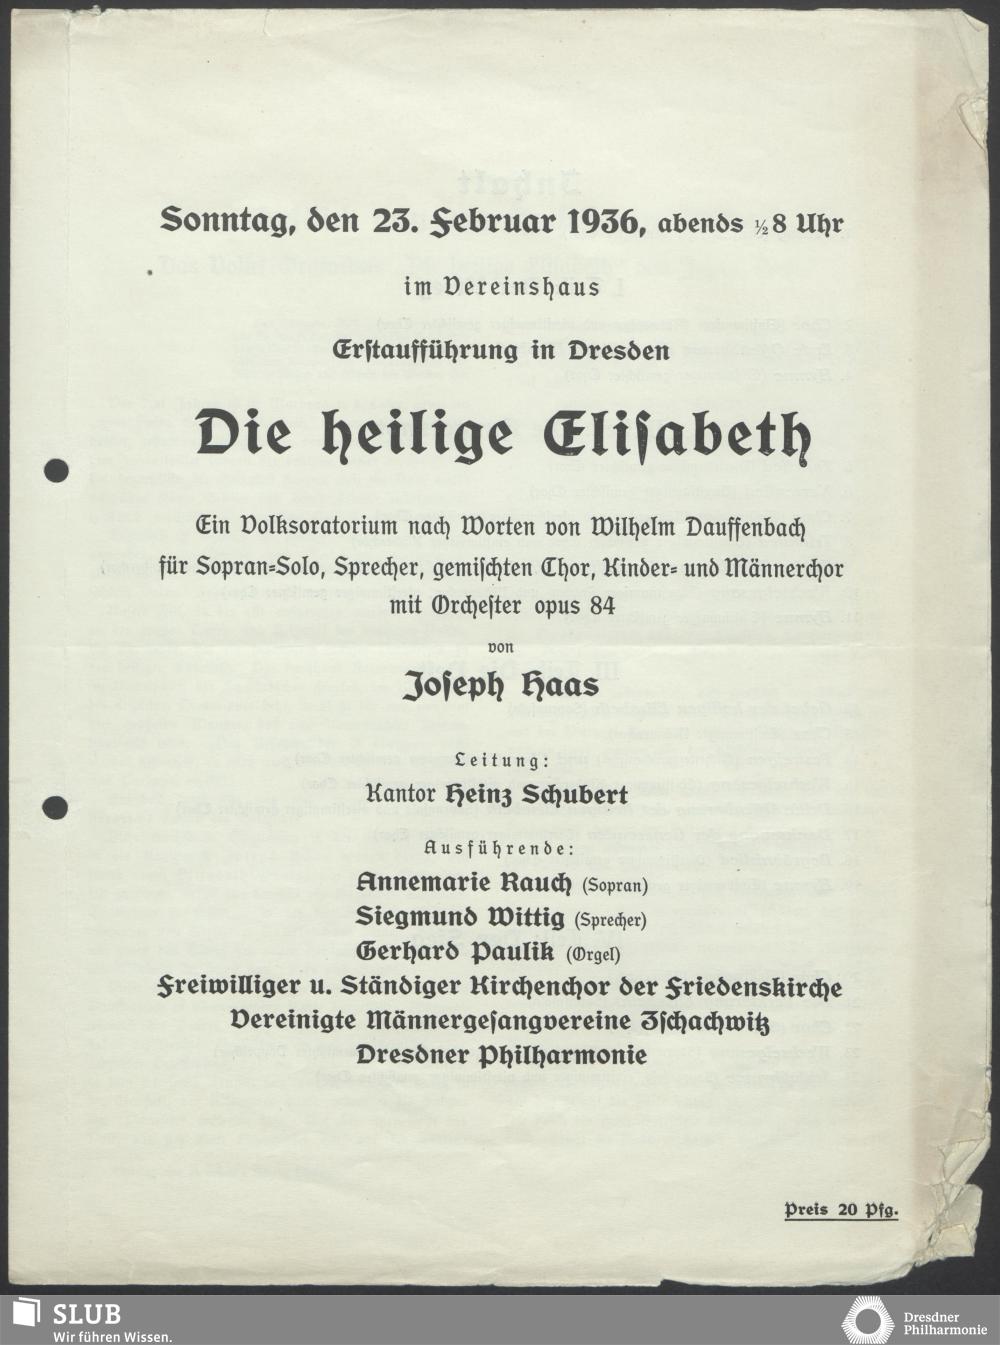 Sonntag, den 23. Februar 1936, abends ½8 Uhr
im Vereinshaus
Erstaufführung in Dresden
Die heilige Elisabeth
Ein Volksoratorium nach Worten von Wilhelm Dauffenbach
für Sopran-Solo, Sprecher, gemischten Chor, Kinder- und Männerchor
mit Orchester opus 84
von
Joseph Haas
Leitung:
Kantor Heinz Schubert
Ausführende:
Annemarie Rauch (Sopran)
Siegmund Wittig (Sprecher)
Gerhard Paulik (Orgel)
Freiwilliger u. Ständiger Kirchenchor der Friedenskirche
Vereinigte Männergesangvereine Zschachwitz
Dresdner Philharmonie
Preis 20 Pfg.
SLUB
Wir führen Wissen.
Dresdner
Philharmonie